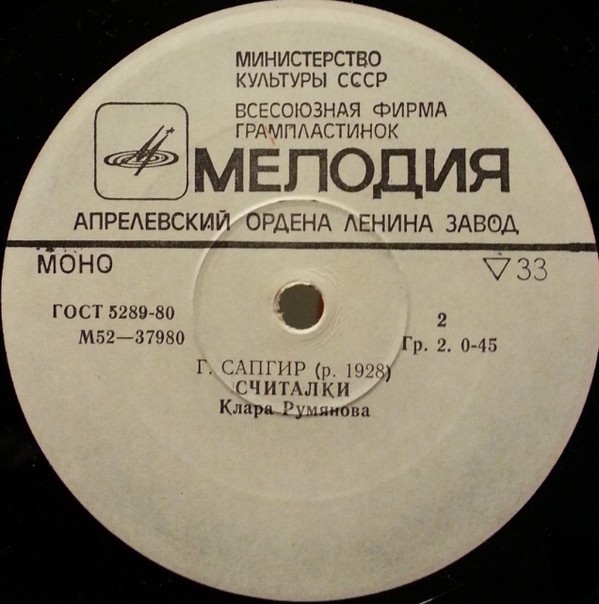 МИНИСТЕРСТВО
КУЛЬТУРЫ СССР
ВСЕСОЮЗНАЯ ФИРМА
ГРАМПЛАСТИНОК
МЕЛОДИЯ
АПРЕЛЕВСКИЙ ОРДЕНА ЛЕНИНА ЗАВОД
МОНО
33
ГОСТ 5289-80
М52—37980
2
Гр. 2. 0-45
Г. САПГИР (р. 1928)
СЧИТАЛКИ
Клара Румянова